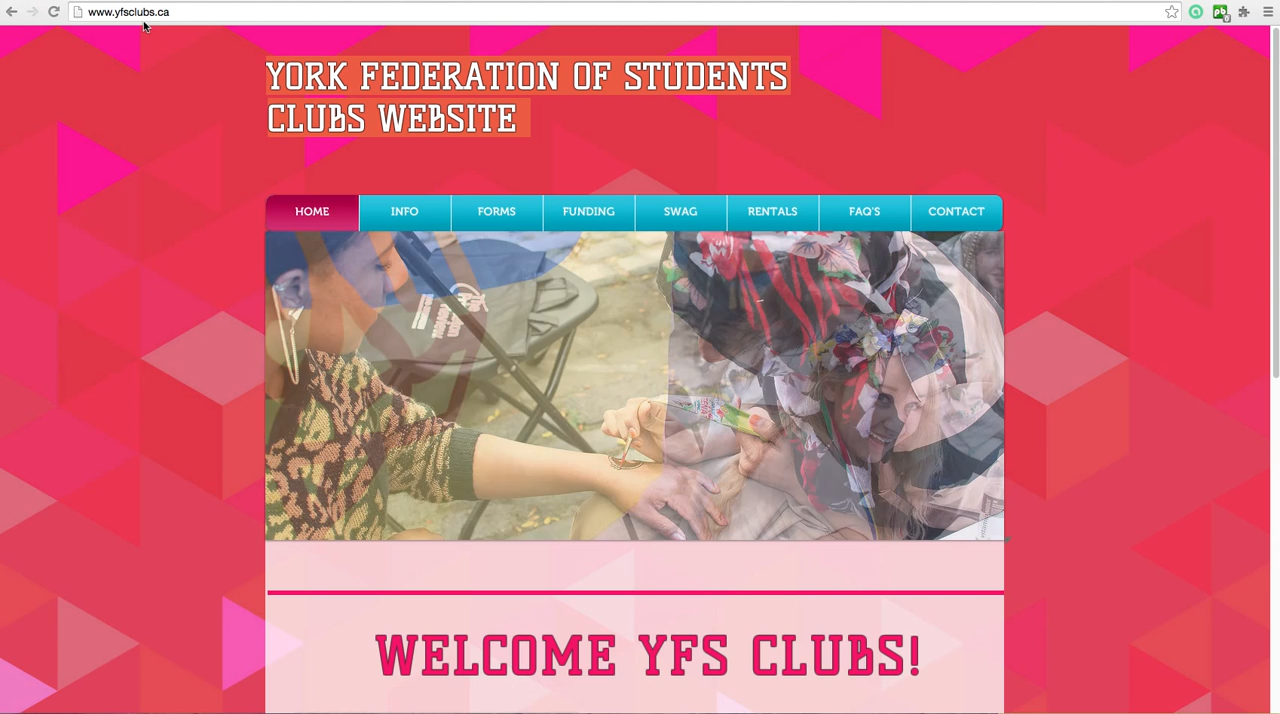 www.yfsclubs.ca
YORK FEDERATION OF STUDENTS
CLUBS WEBSITE
HOME
INFO
FORMS
FUNDING
SWAG
RENTALS
FAQ'S
CONTACT
WELCOME YFS CLUBS!